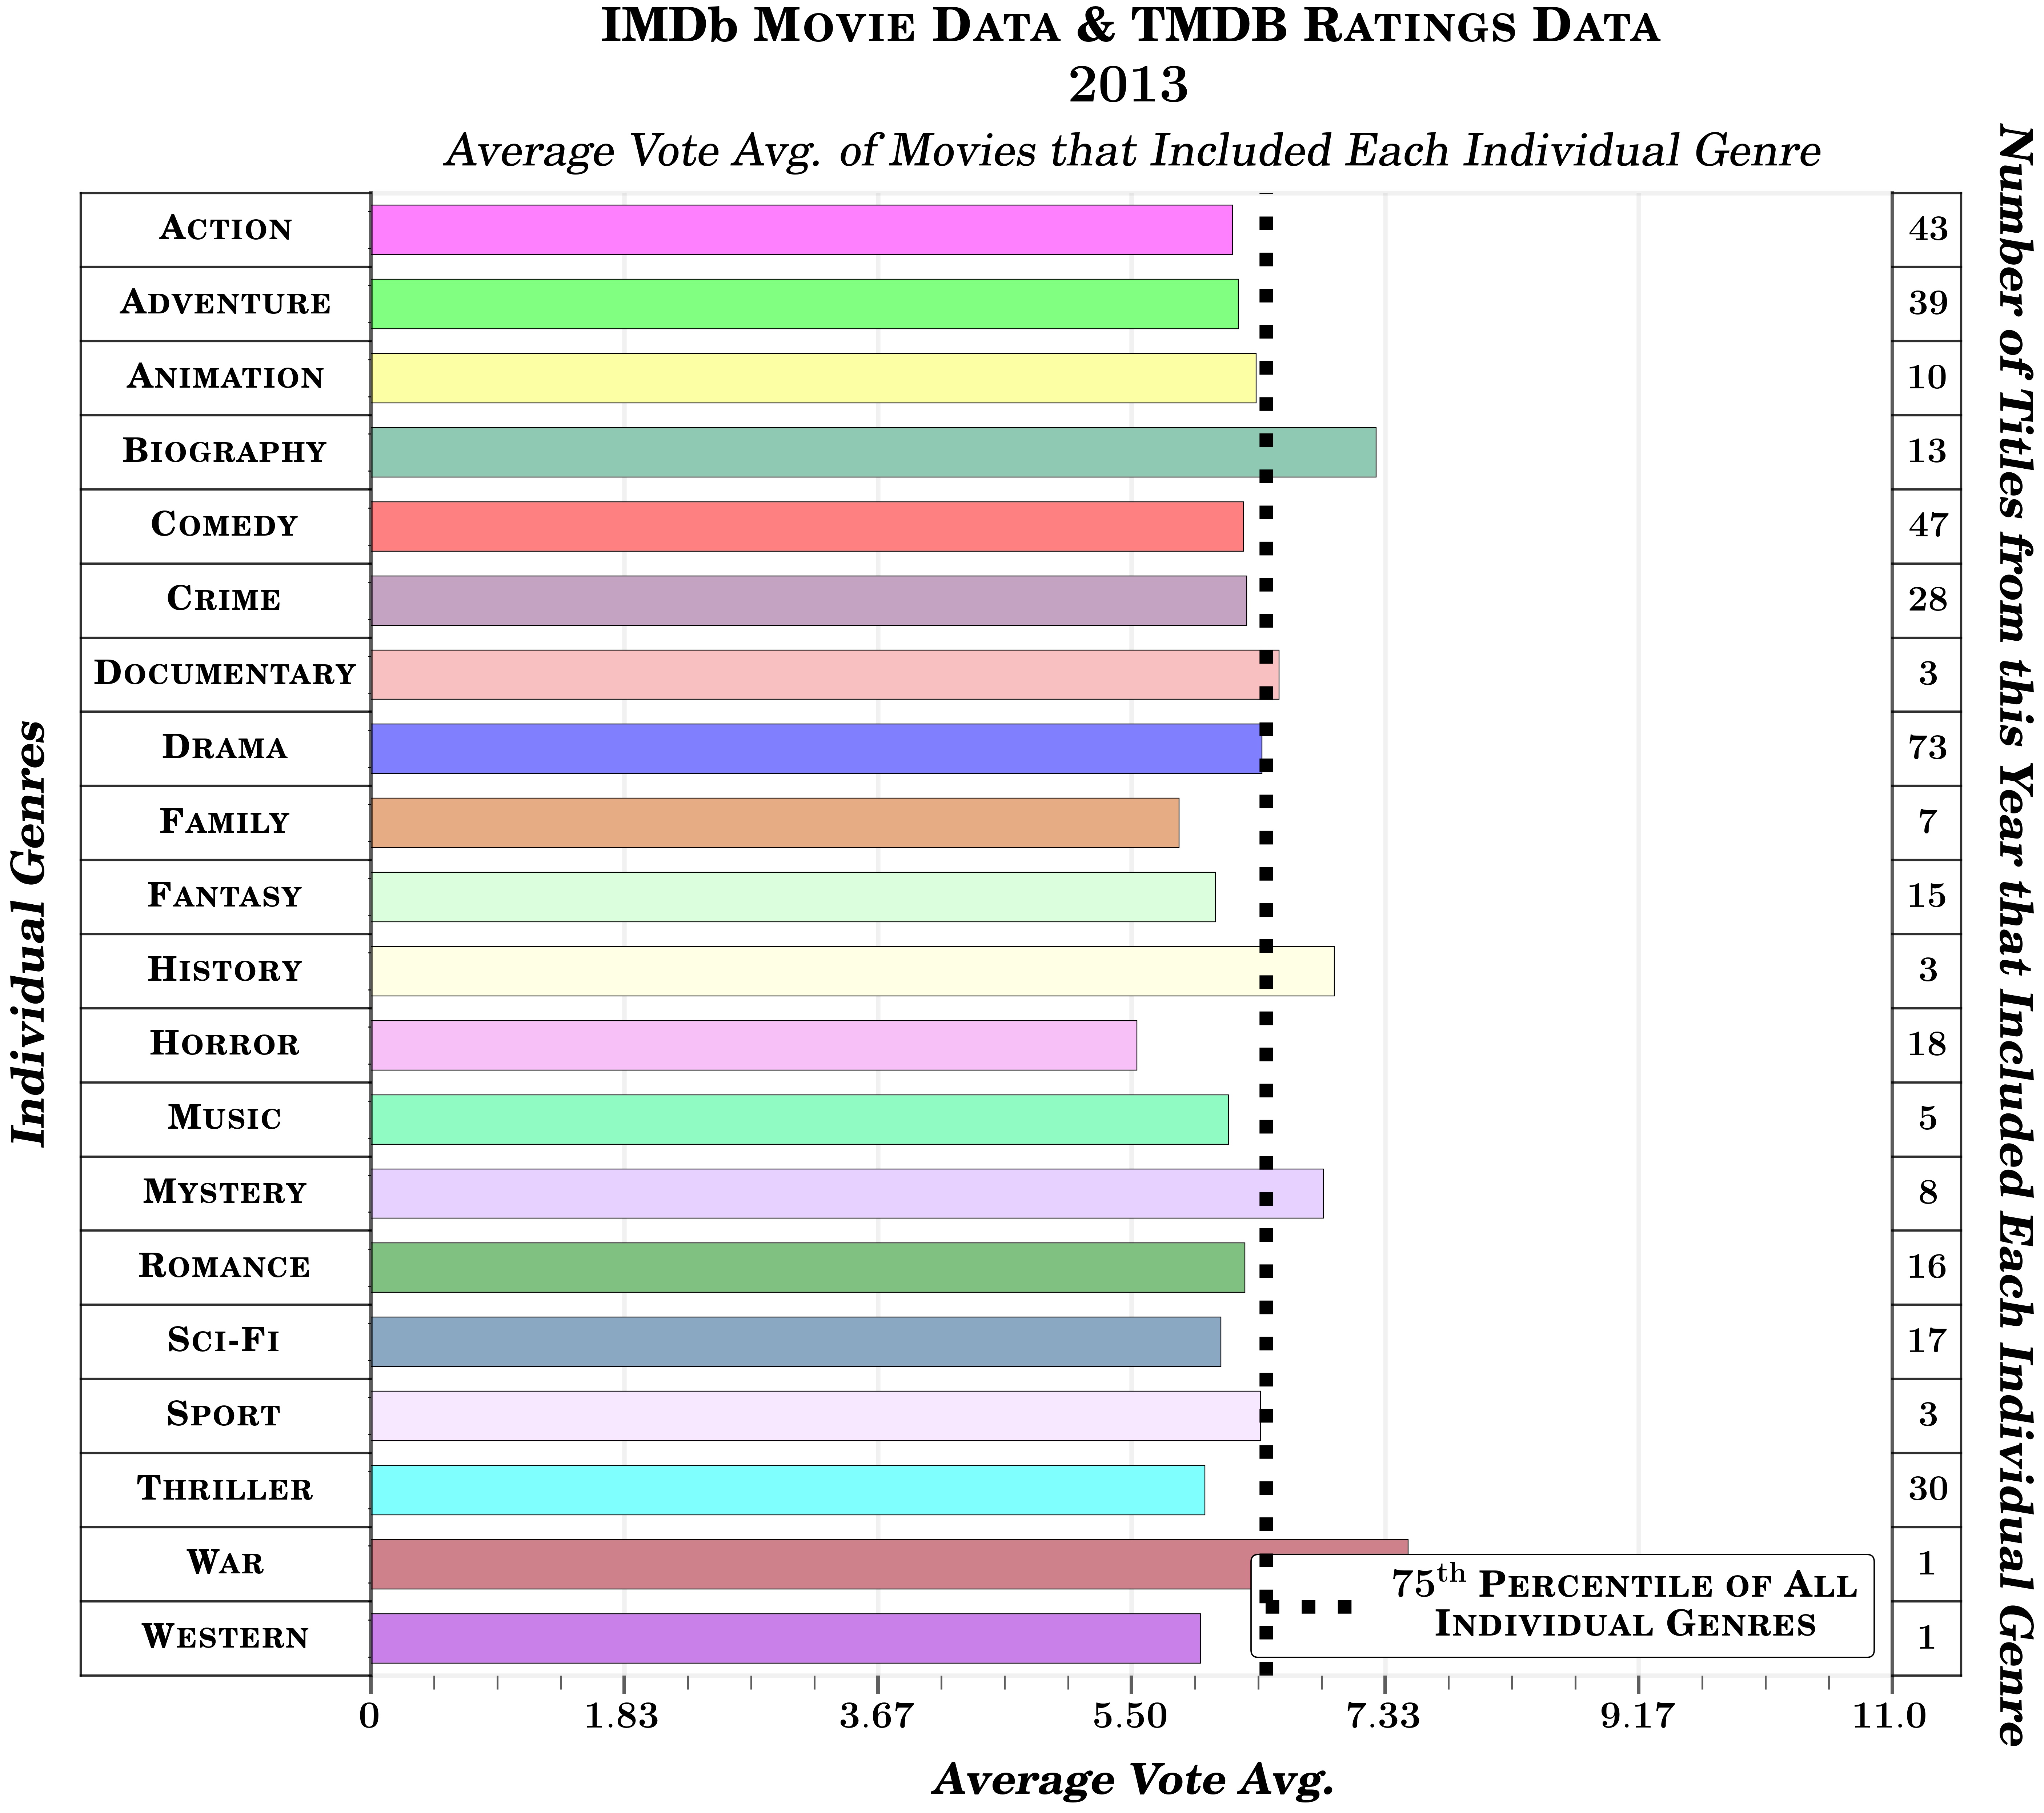 IMDb MOVIE DATA & TMDB RATINGS DATA
2013
Average Vote Avg. of Movies that Included Each Individual Genre
Individual Genres
ACTION 43
ADVENTURE 39
ANIMATION 10
BIOGRAPHY 13
COMEDY 47
CRIME 28
DOCUMENTARY 3
DRAMA 73
FAMILY 7
FANTASY 15
HISTORY 3
HORROR 18
MUSIC 5
MYSTERY 8
ROMANCE 16
SCI-FI 17
SPORT 3
THRILLER 30
WAR 1
WESTERN 1
75th PERCENTILE OF ALL
INDIVIDUAL GENRES
0 1.83 3.67 5.50 7.33 9.17 11.0
Average Vote Avg.
Number of Titles from this Year that Included Each Individual Genre